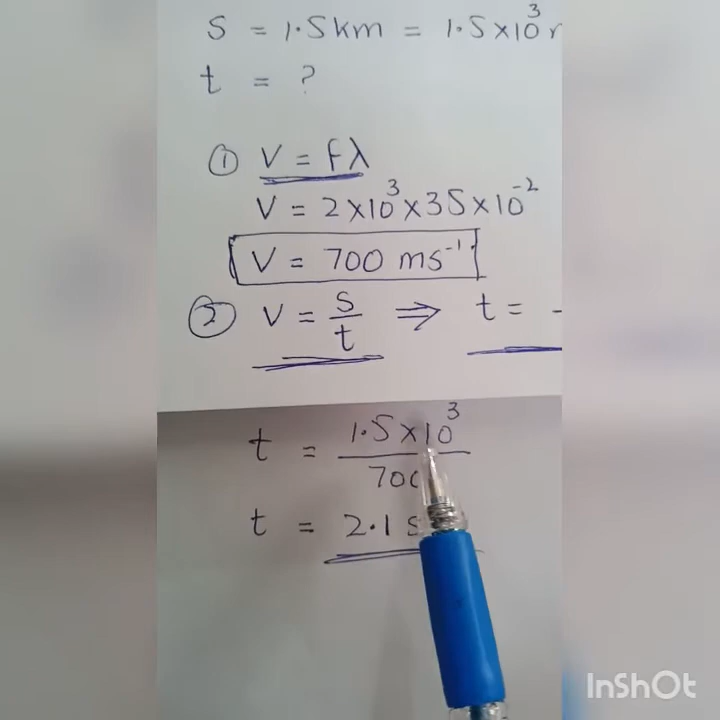 S = 1.5km = 1.5×10³
t = ?
① V = fλ
V = 2×10³×35×10⁻²
V = 700 ms⁻¹
② V = S/t ⇒ t =
t = 1.5×10³/700
t = 2.1 s
InShOt